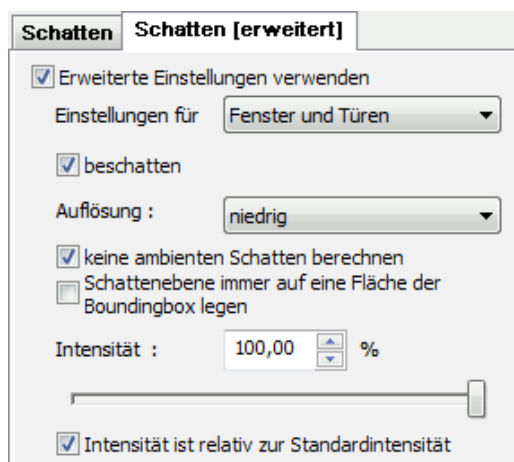 Schatten Schatten [erweitert]
Erweiterte Einstellungen verwenden
Einstellungen für Fenster und Türen
beschatten
Auflösung : niedrig
keine ambienten Schatten berechnen
Schattenebene immer auf eine Fläche der
Boundingbox legen
Intensität : 100,00 %
Intensität ist relativ zur Standardintensität